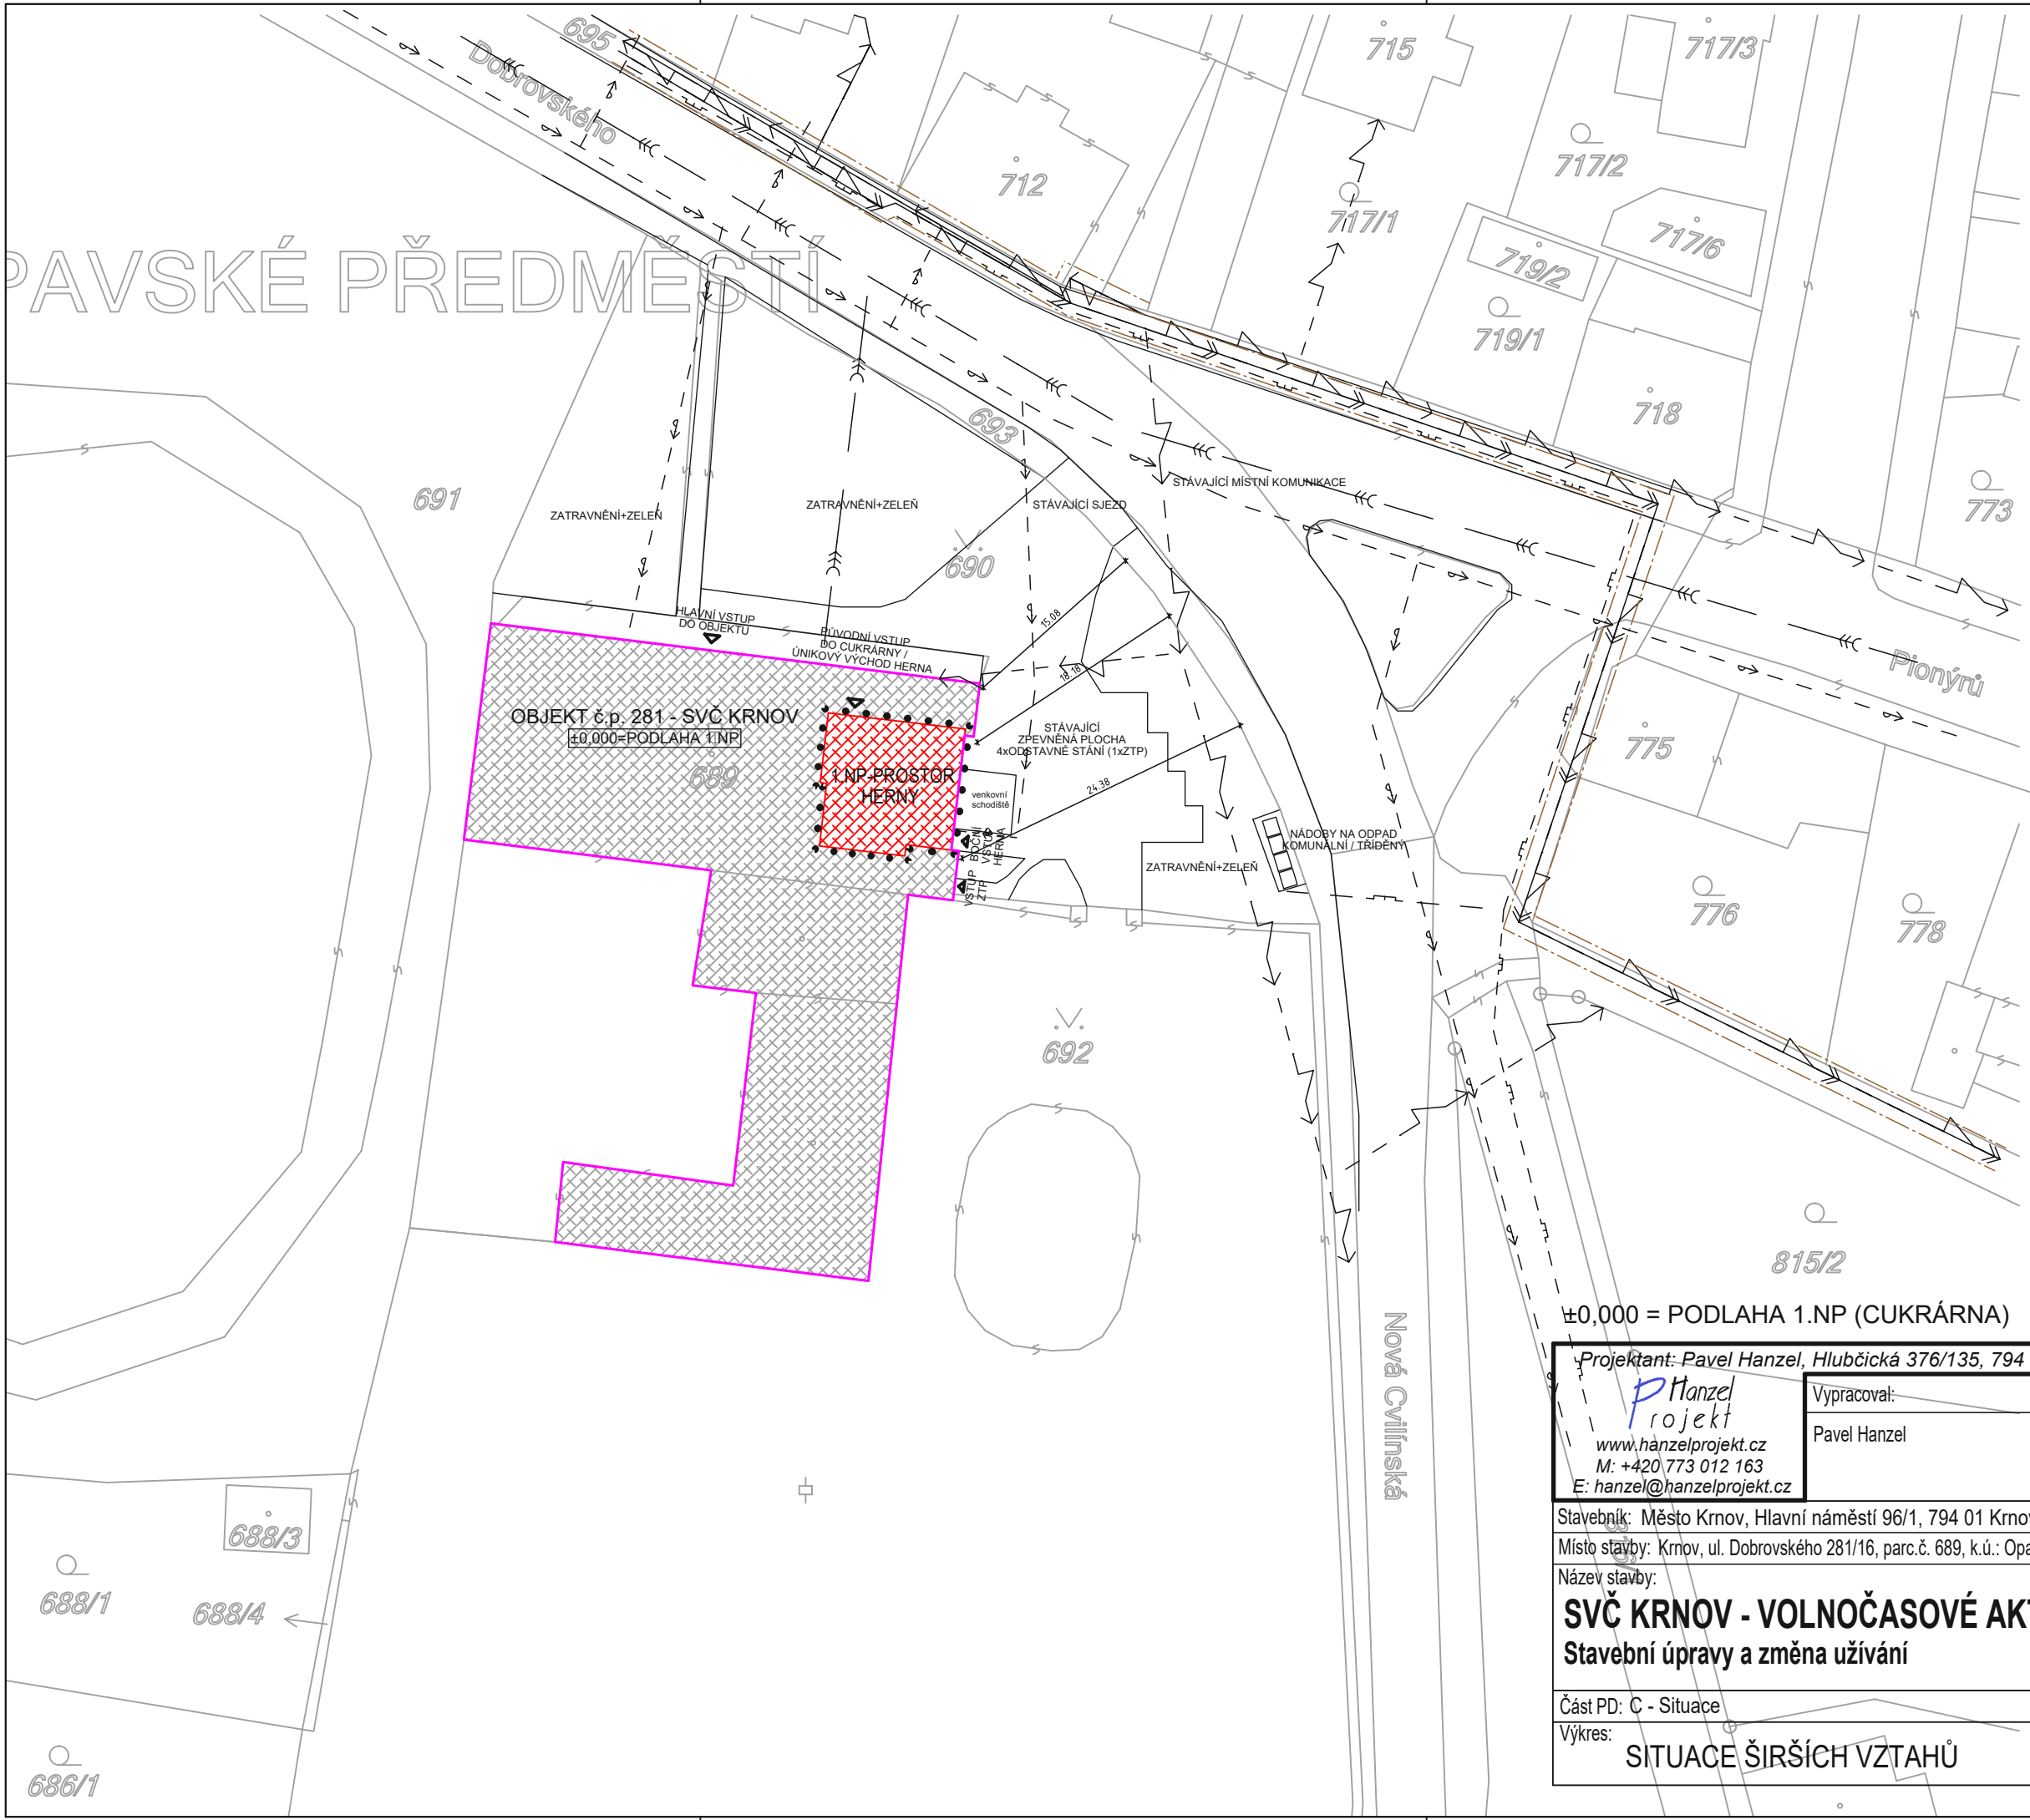 695
Dobrovského
715
717/3
712
717/2
717/1
717/6
719/2
719/1
718
PAVSKÉ PŘEDMĚSTÍ
693
691
773
ZATRAVNĚNÍ+ZELEŇ
ZATRAVNĚNÍ+ZELEŇ
STÁVAJÍCÍ SJEZD
STÁVAJÍCÍ MÍSTNÍ KOMUNIKACE
690
HLAVNÍ VSTUP
DO OBJEKTU
PŮVODNÍ VSTUP
DO CUKRÁRNY /
ÚNIKOVÝ VÝCHOD HERNA
15.08
18.18
24.38
Pionýrů
OBJEKT č.p. 281 - SVČ KRNOV
±0,000=PODLAHA 1.NP
689
1.NP-PROSTOR
HERNY
STÁVAJÍCÍ
ZPEVNĚNÁ PLOCHA
4xODSTAVNÉ STÁNÍ (1xZTP)
venkovní
schodiště
BOČNÍ
VSTUP
HERNA
VSTUP
ZTP
NÁDOBY NA ODPAD
KOMUNÁLNÍ / TŘÍDĚNÝ
ZATRAVNĚNÍ+ZELEŇ
775
776
778
692
815/2
Nová Cvilínská
688/3
688/1
688/4
686/1
±0,000 = PODLAHA 1.NP (CUKRÁRNA)
Projektant: Pavel Hanzel, Hlubčická 376/135, 794
P Hanzel
rojekt
www.hanzelprojekt.cz
M: +420 773 012 163
E: hanzel@hanzelprojekt.cz
Vypracoval:
Pavel Hanzel
Stavebník: Město Krnov, Hlavní náměstí 96/1, 794 01 Krnov
Místo stavby: Krnov, ul. Dobrovského 281/16, parc.č. 689, k.ú.: Opa
Název stavby:
SVČ KRNOV - VOLNOČASOVÉ AKT
Stavební úpravy a změna užívání
Část PD: C - Situace
Výkres:
SITUACE ŠIRŠÍCH VZTAHŮ